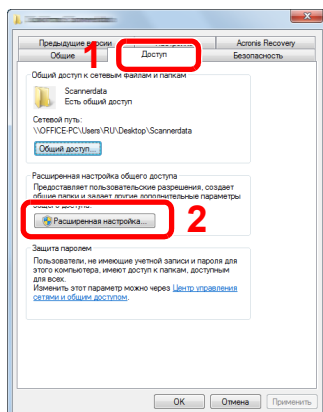 Предыдущие версии
Acronis Recovery
Общие
1
Доступ
Безопасность
Общий доступ к сетевым файлам и папкам
Scannerdata
Есть общий доступ
Сетевой путь:
\\OFFICE-PC\Users\RU\Desktop\Scannerdata
Общий доступ...
Расширенная настройка общего доступа
Предоставляет пользовательские разрешения, создает
общие папки и задает другие дополнительные параметры
общего доступа.
Расширенная настройка...
2
Защита паролем
Пользователи, не имеющие учетной записи и пароля для
этого компьютера, имеют доступ к папкам, доступным
для всех.
Изменить этот параметр можно через Центр управления
сетями и общим доступом.
OK
Отмена
Применить